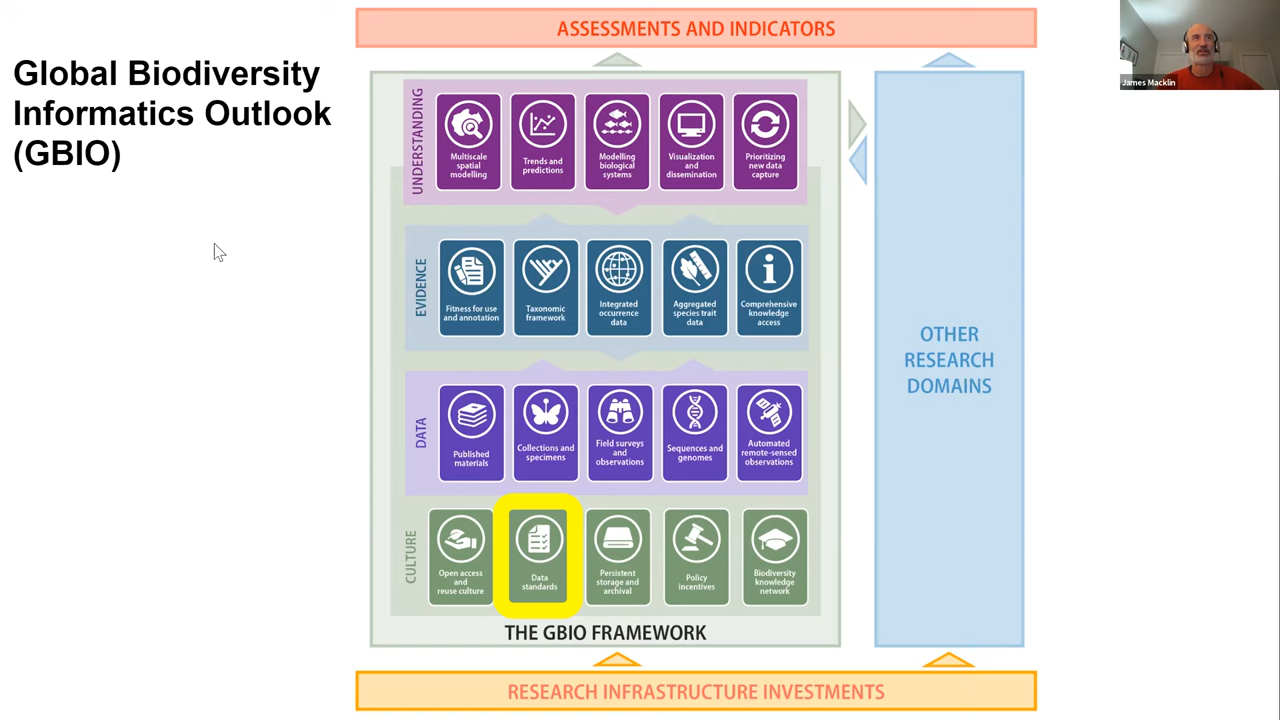 Global Biodiversity
Informatics Outlook
(GBIO)
ASSESSMENTS AND INDICATORS
James Macklin
UNDERSTANDING
Multiscale
spatial
modelling
Trends and
predictions
Modelling
biological
systems
Visualization
and
dissemination
Prioritizing
new data
capture
EVIDENCE
Fitness for use
and annotation
Taxonomic
framework
Integrated
occurrence
data
Aggregated
species trait
data
Comprehensive
knowledge
access
DATA
Published
materials
Collections and
specimens
Field surveys
and
observations
Sequences and
genomes
Automated
remote-sensed
observations
CULTURE
Open access
and
reuse culture
Data
standards
Persistent
storage and
archival
Policy
incentives
Biodiversity
knowledge
network
THE GBIO FRAMEWORK
OTHER
RESEARCH
DOMAINS
RESEARCH INFRASTRUCTURE INVESTMENTS